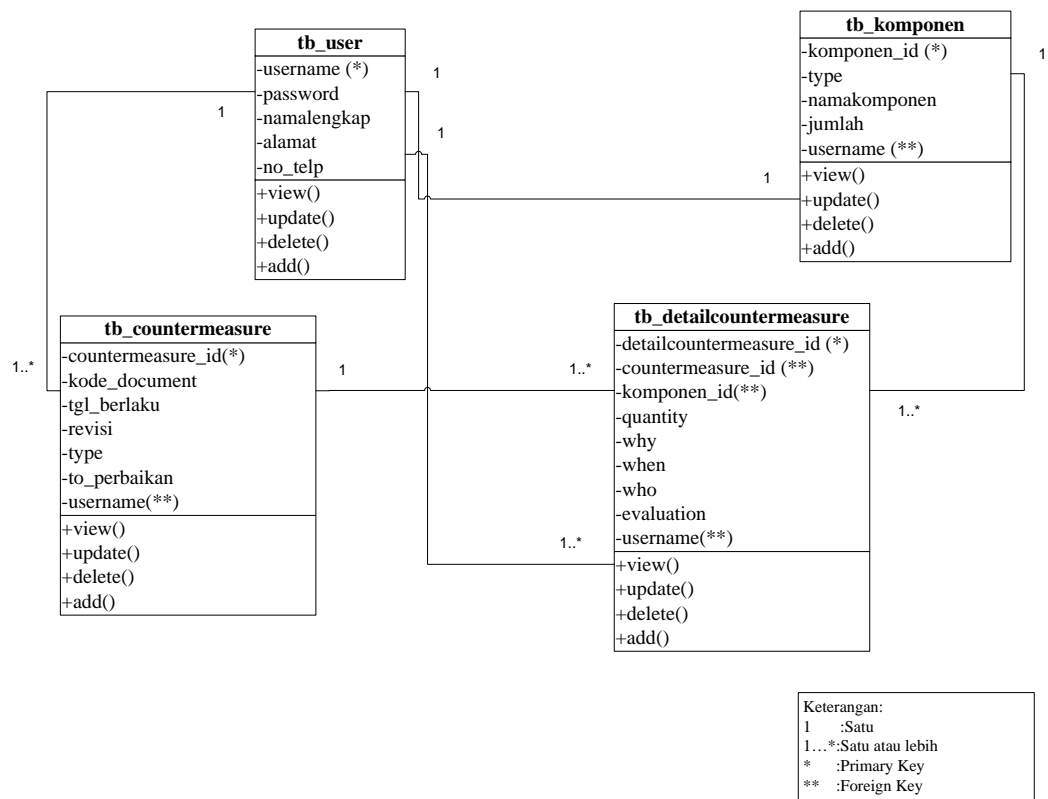 tb_user
-username (*)
-password
-namalengkap
-alamat
-no_telp
+view()
+update()
+delete()
+add()
1
1
1
tb_komponen
-komponen_id (*)
-type
-namakomponen
-jumlah
-username (**)
+view()
+update()
+delete()
+add()
1
1
tb_countermeasure
-countermeasure_id(*)
-kode_document
-tgl_berlaku
-revisi
-type
-to_perbaikan
-username(**)
+view()
+update()
+delete()
+add()
1..*
1
1..*
tb_detailcountermeasure
-detailcountermeasure_id (*)
-countermeasure_id (**)
-komponen_id(**)
-quantity
-why
-when
-who
-evaluation
-username(**)
+view()
+update()
+delete()
+add()
1..*
1..*
Keterangan:
1 :Satu
1…*:Satu atau lebih
* :Primary Key
** :Foreign Key